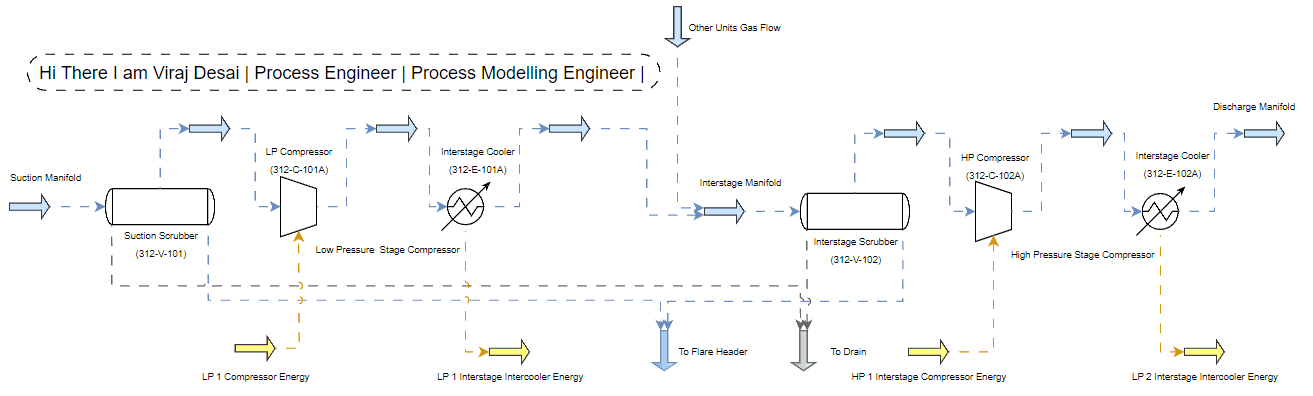 Other Units Gas Flow
Hi There I am Viraj Desai | Process Engineer | Process Modelling Engineer |
Discharge Manifold
LP Compressor
(312-C-101A)
Interstage Cooler
(312-E-101A)
HP Compressor
(312-C-102A)
Interstage Cooler
(312-E-102A)
Suction Manifold
Interstage Manifold
Suction Scrubber
(312-V-101)
Low Pressure  Stage Compressor
Interstage Scrubber
(312-V-102)
High Pressure Stage Compressor
To Flare Header
To Drain
LP 1 Compressor Energy
LP 1 Interstage Intercooler Energy
HP 1 Interstage Compressor Energy
LP 2 Interstage Intercooler Energy